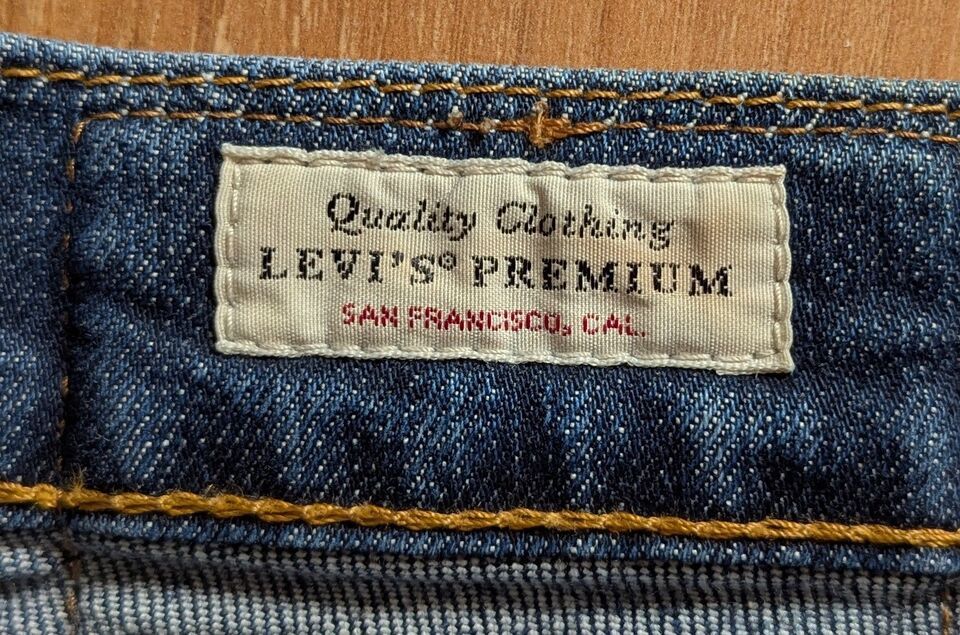 Quality Clothing
LEVI'S® PREMIUM
SAN FRANCISCO, CAL.